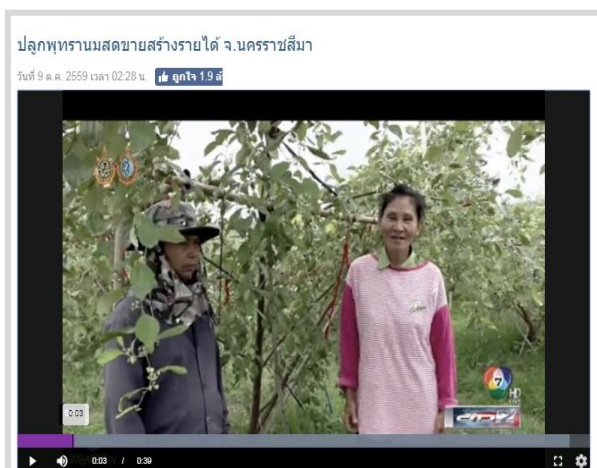 ปลูกพุทรานมสดขายสร้างรายได้ จ.นครราชสีมา
วันที่ 9 ต.ค. 2559 เวลา 02:28 น. ถูกใจ 1.9 ล้
7 HD
0:03
0:03 / 0:39